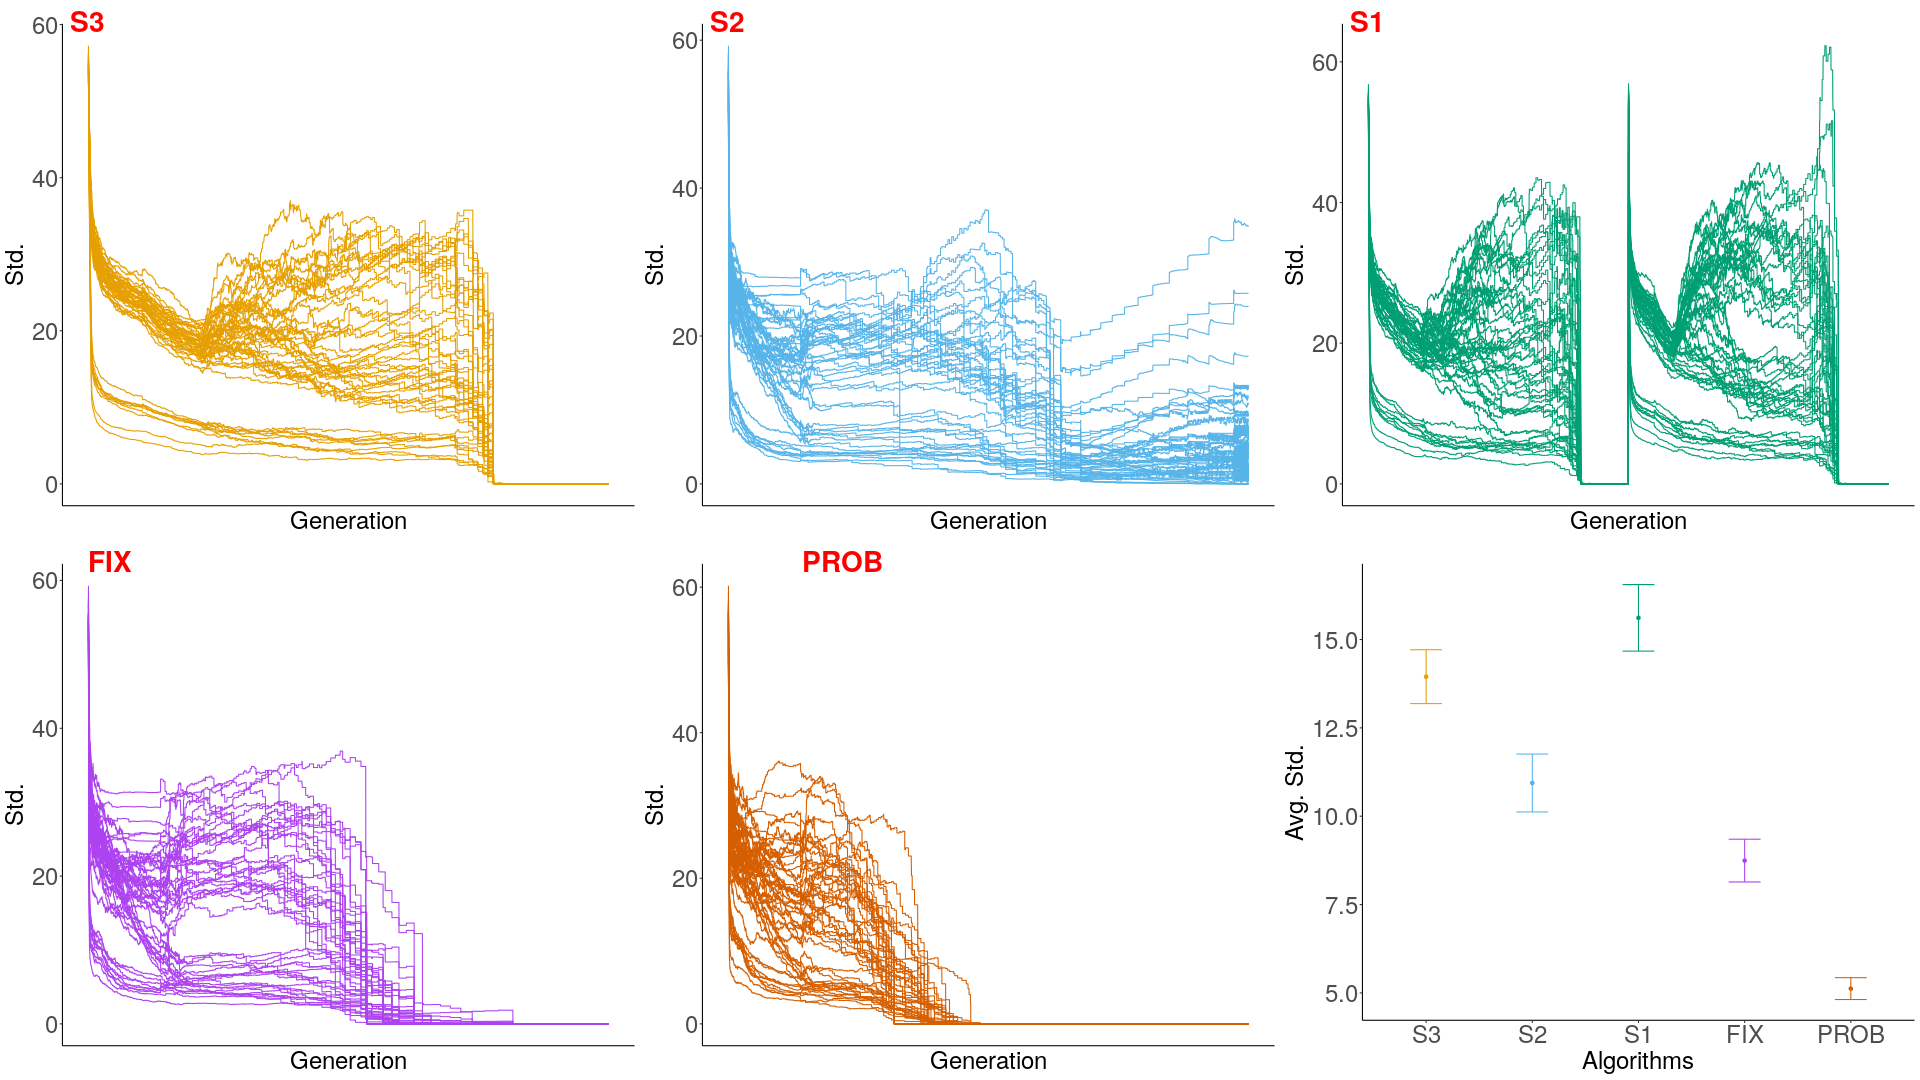 S3
60
40
20
0
Std.
Generation
S2
60
40
20
0
Std.
Generation
S1
60
40
20
0
Std.
Generation
FIX
60
40
20
0
Std.
Generation
PROB
60
40
20
0
Std.
Generation
15.0
12.5
10.0
7.5
5.0
Avg. Std.
S3 S2 S1 FIX PROB
Algorithms